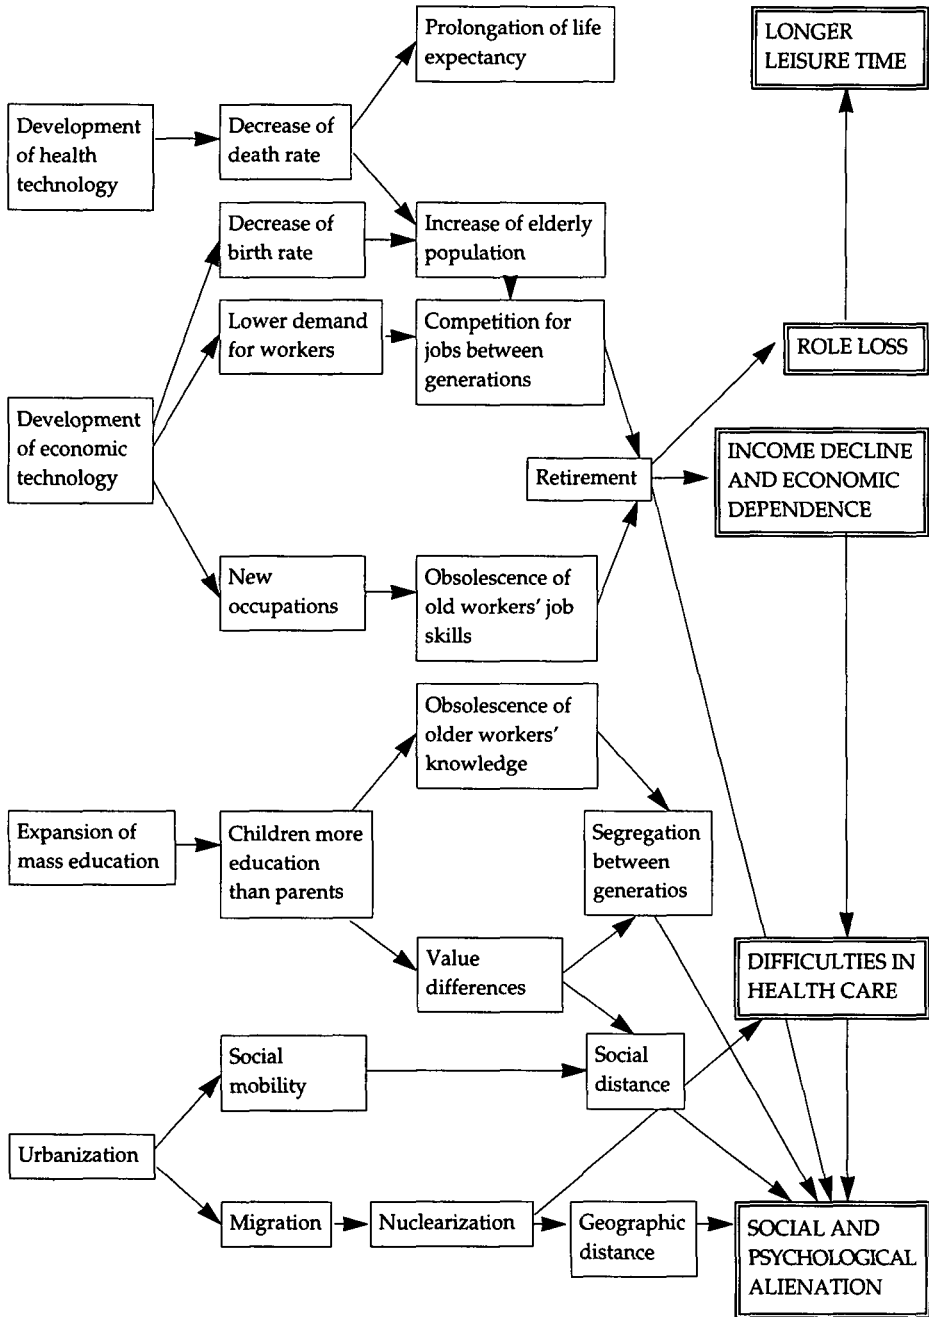 Prolongation of life
expectancy
LONGER
LEISURE TIME
Development
of health
technology
Decrease of
death rate
Decrease of
birth rate
Increase of elderly
population
Lower demand
for workers
Competition for
jobs between
generations
ROLE LOSS
Development
of economic
technology
Retirement
INCOME DECLINE
AND ECONOMIC
DEPENDENCE
New
occupations
Obsolescence of
old workers' job
skills
Obsolescence of
older workers'
knowledge
Expansion of
mass education
Children more
education
than parents
Segregation
between
generatios
Value
differences
DIFFICULTIES IN
HEALTH CARE
Social
mobility
Social
distance
Urbanization
Migration
Nuclearization
Geographic
distance
SOCIAL AND
PSYCHOLOGICAL
ALIENATION